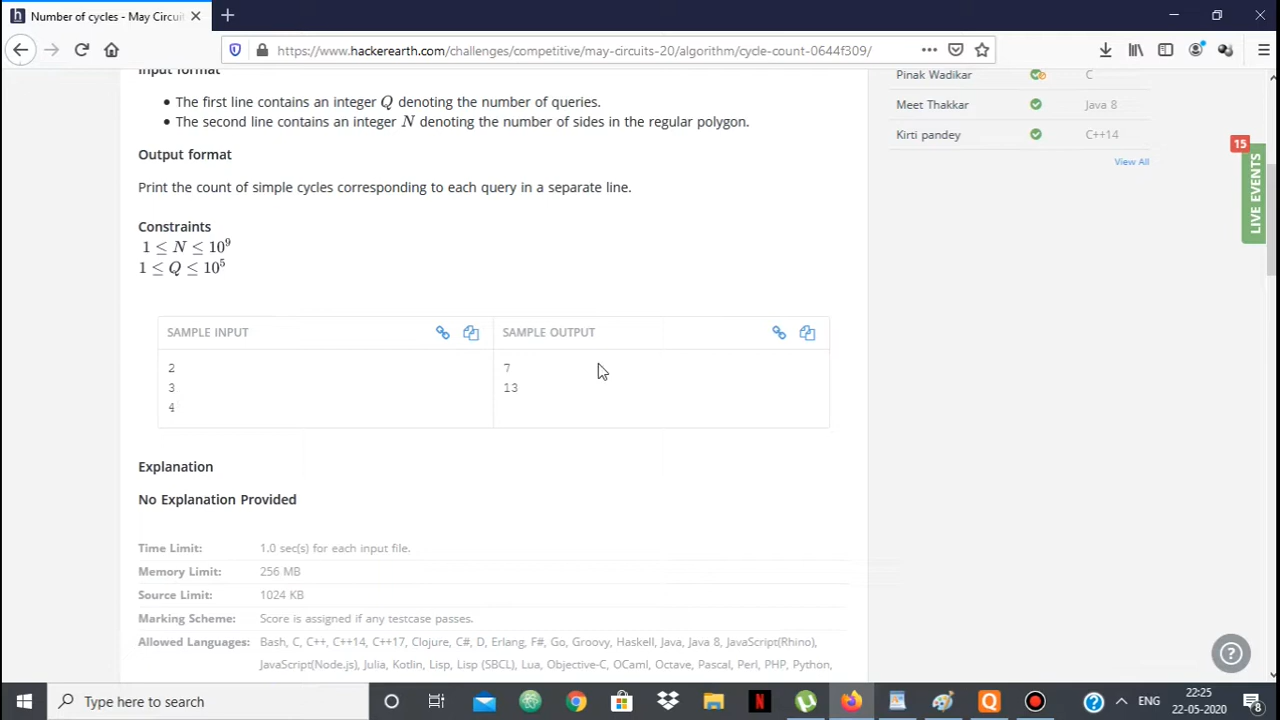 Number of cycles - May Circuit
https://www.hackerearth.com/challenges/competitive/may-circuits-20/algorithm/cycle-count-0644f309/
Input format
The first line contains an integer Q denoting the number of queries.
The second line contains an integer N denoting the number of sides in the regular polygon.
Output format
Print the count of simple cycles corresponding to each query in a separate line.
Constraints
1 ≤ N ≤ 10⁹
1 ≤ Q ≤ 10⁵
SAMPLE INPUT
2
3
4
SAMPLE OUTPUT
7
13
Explanation
No Explanation Provided
Time Limit: 1.0 sec(s) for each input file.
Memory Limit: 256 MB
Source Limit: 1024 KB
Marking Scheme: Score is assigned if any testcase passes.
Allowed Languages: Bash, C, C++, C++14, C++17, Clojure, C#, D, Erlang, F#, Go, Groovy, Haskell, Java, Java 8, JavaScript(Rhino),
JavaScript(Node.js), Julia, Kotlin, Lisp, Lisp (SBCL), Lua, Objective-C, OCaml, Octave, Pascal, Perl, PHP, Python,
Pinak Wadikar C
Meet Thakkar Java 8
Kirti pandey C++14
View All
15
LIVE EVENTS
Type here to search
ENG
22:25
22-05-2020
8